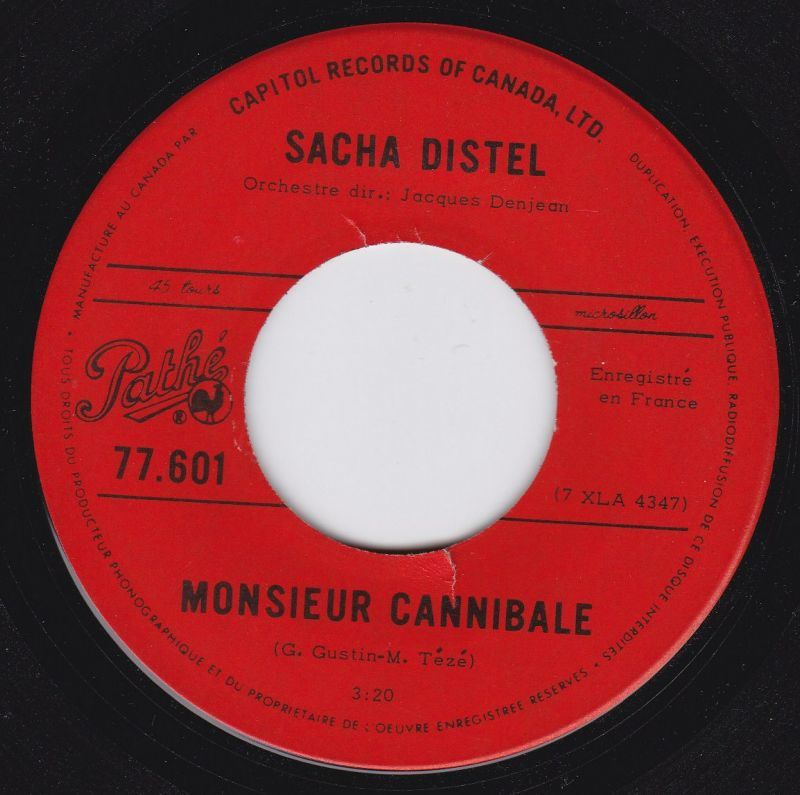 CAPITOL RECORDS OF CANADA, LTD.
MANUFACTURE AU CANADA PAR
SACHA DISTEL
Orchestre dir.: Jacques Denjean
45 tours
microsillon
Pathé
®
Enregistré
en France
77.601
(7 XLA 4347)
MONSIEUR CANNIBALE
(G. Gustin-M. Tézé)
3:20
DUPLICATION, EXECUTION PUBLIQUE, RADIODIFFUSION DE CE DISQUE INTERDITES •
• TOUS DROITS DU PRODUCTEUR PHONOGRAPHIQUE ET DU PROPRIETAIRE DE L'OEUVRE ENREGISTREE RESERVES •